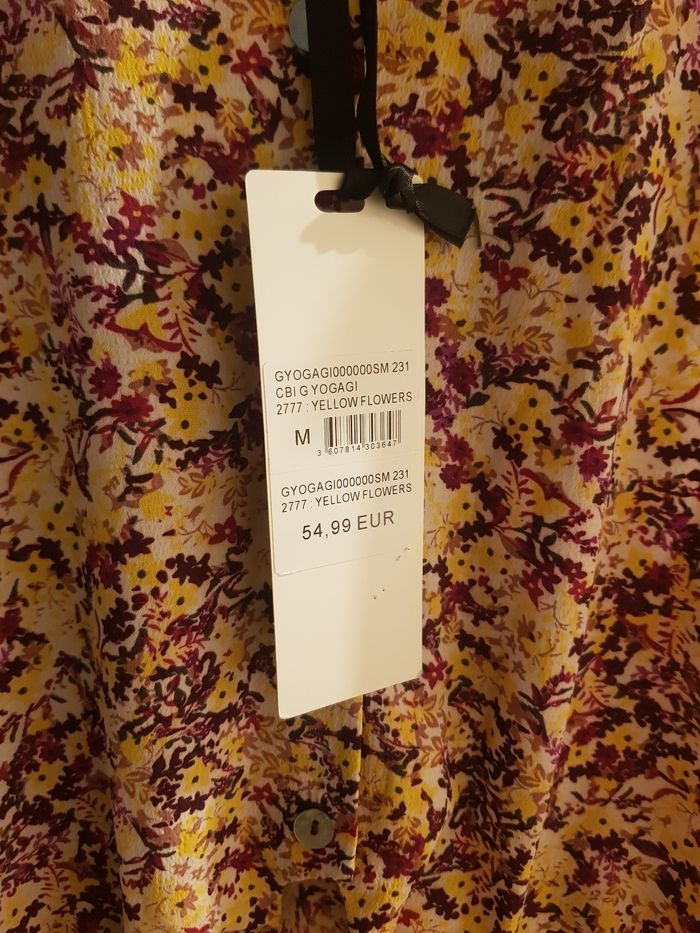 GYOGAGI000000SM 231
CBI G YOGAGI
2777 : YELLOW FLOWERS
M
3 607814 303647
GYOGAGI000000SM 231
2777 : YELLOW FLOWERS
54,99 EUR